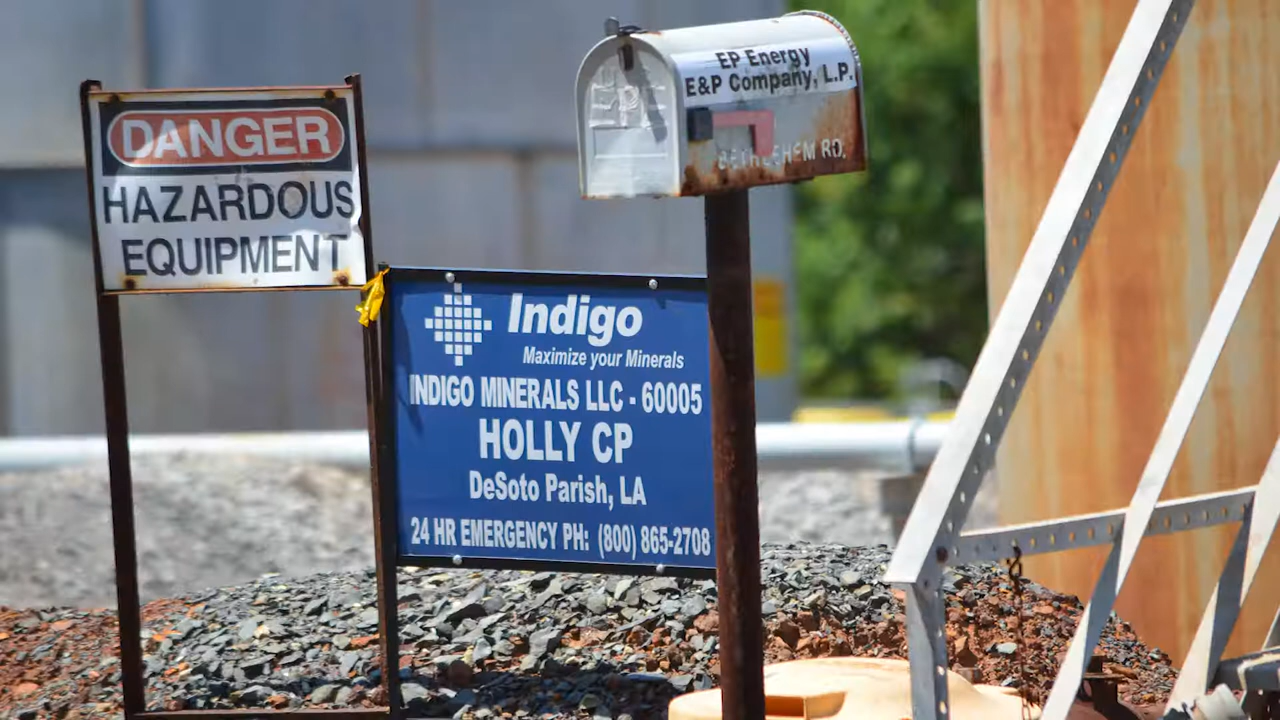 DANGER
HAZARDOUS
EQUIPMENT
EP Energy
E&P Company, L.P.
BETHLEHEM RD.
Indigo
Maximize your Minerals
INDIGO MINERALS LLC - 60005
HOLLY CP
DeSoto Parish, LA
24 HR EMERGENCY PH: (800) 865-2708